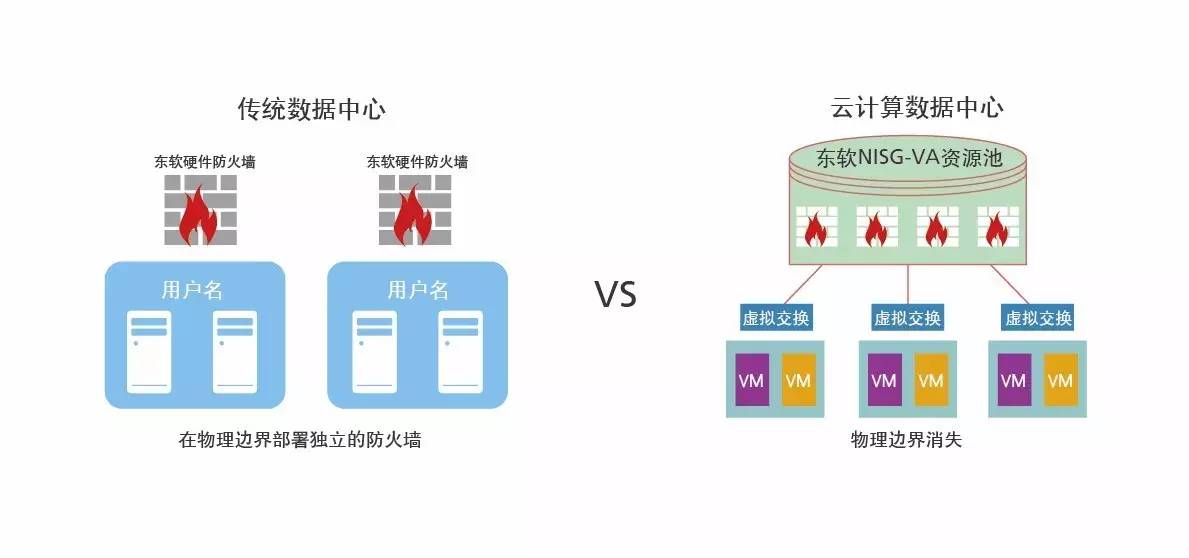 传统数据中心
东软硬件防火墙
东软硬件防火墙
用户名
用户名
在物理边界部署独立的防火墙
VS
云计算数据中心
东软NISG-VA资源池
虚拟交换
虚拟交换
虚拟交换
VM
VM
VM
VM
VM
VM
物理边界消失